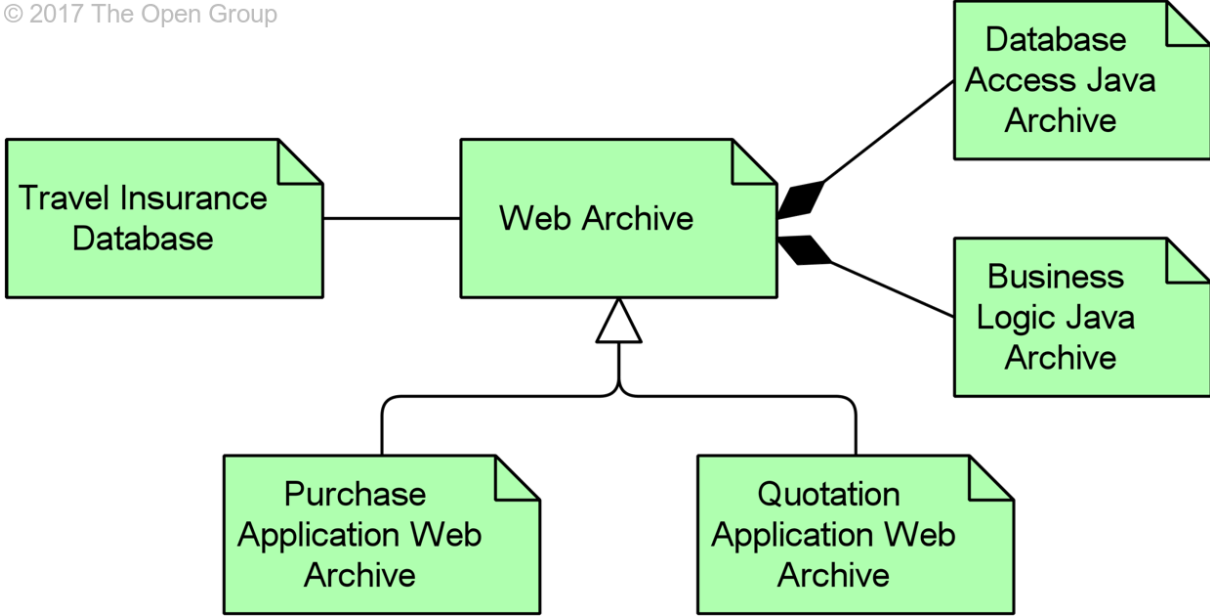 © 2017 The Open Group
Database
Access Java
Archive
Travel Insurance
Database
Web Archive
Business
Logic Java
Archive
Purchase
Application Web
Archive
Quotation
Application Web
Archive